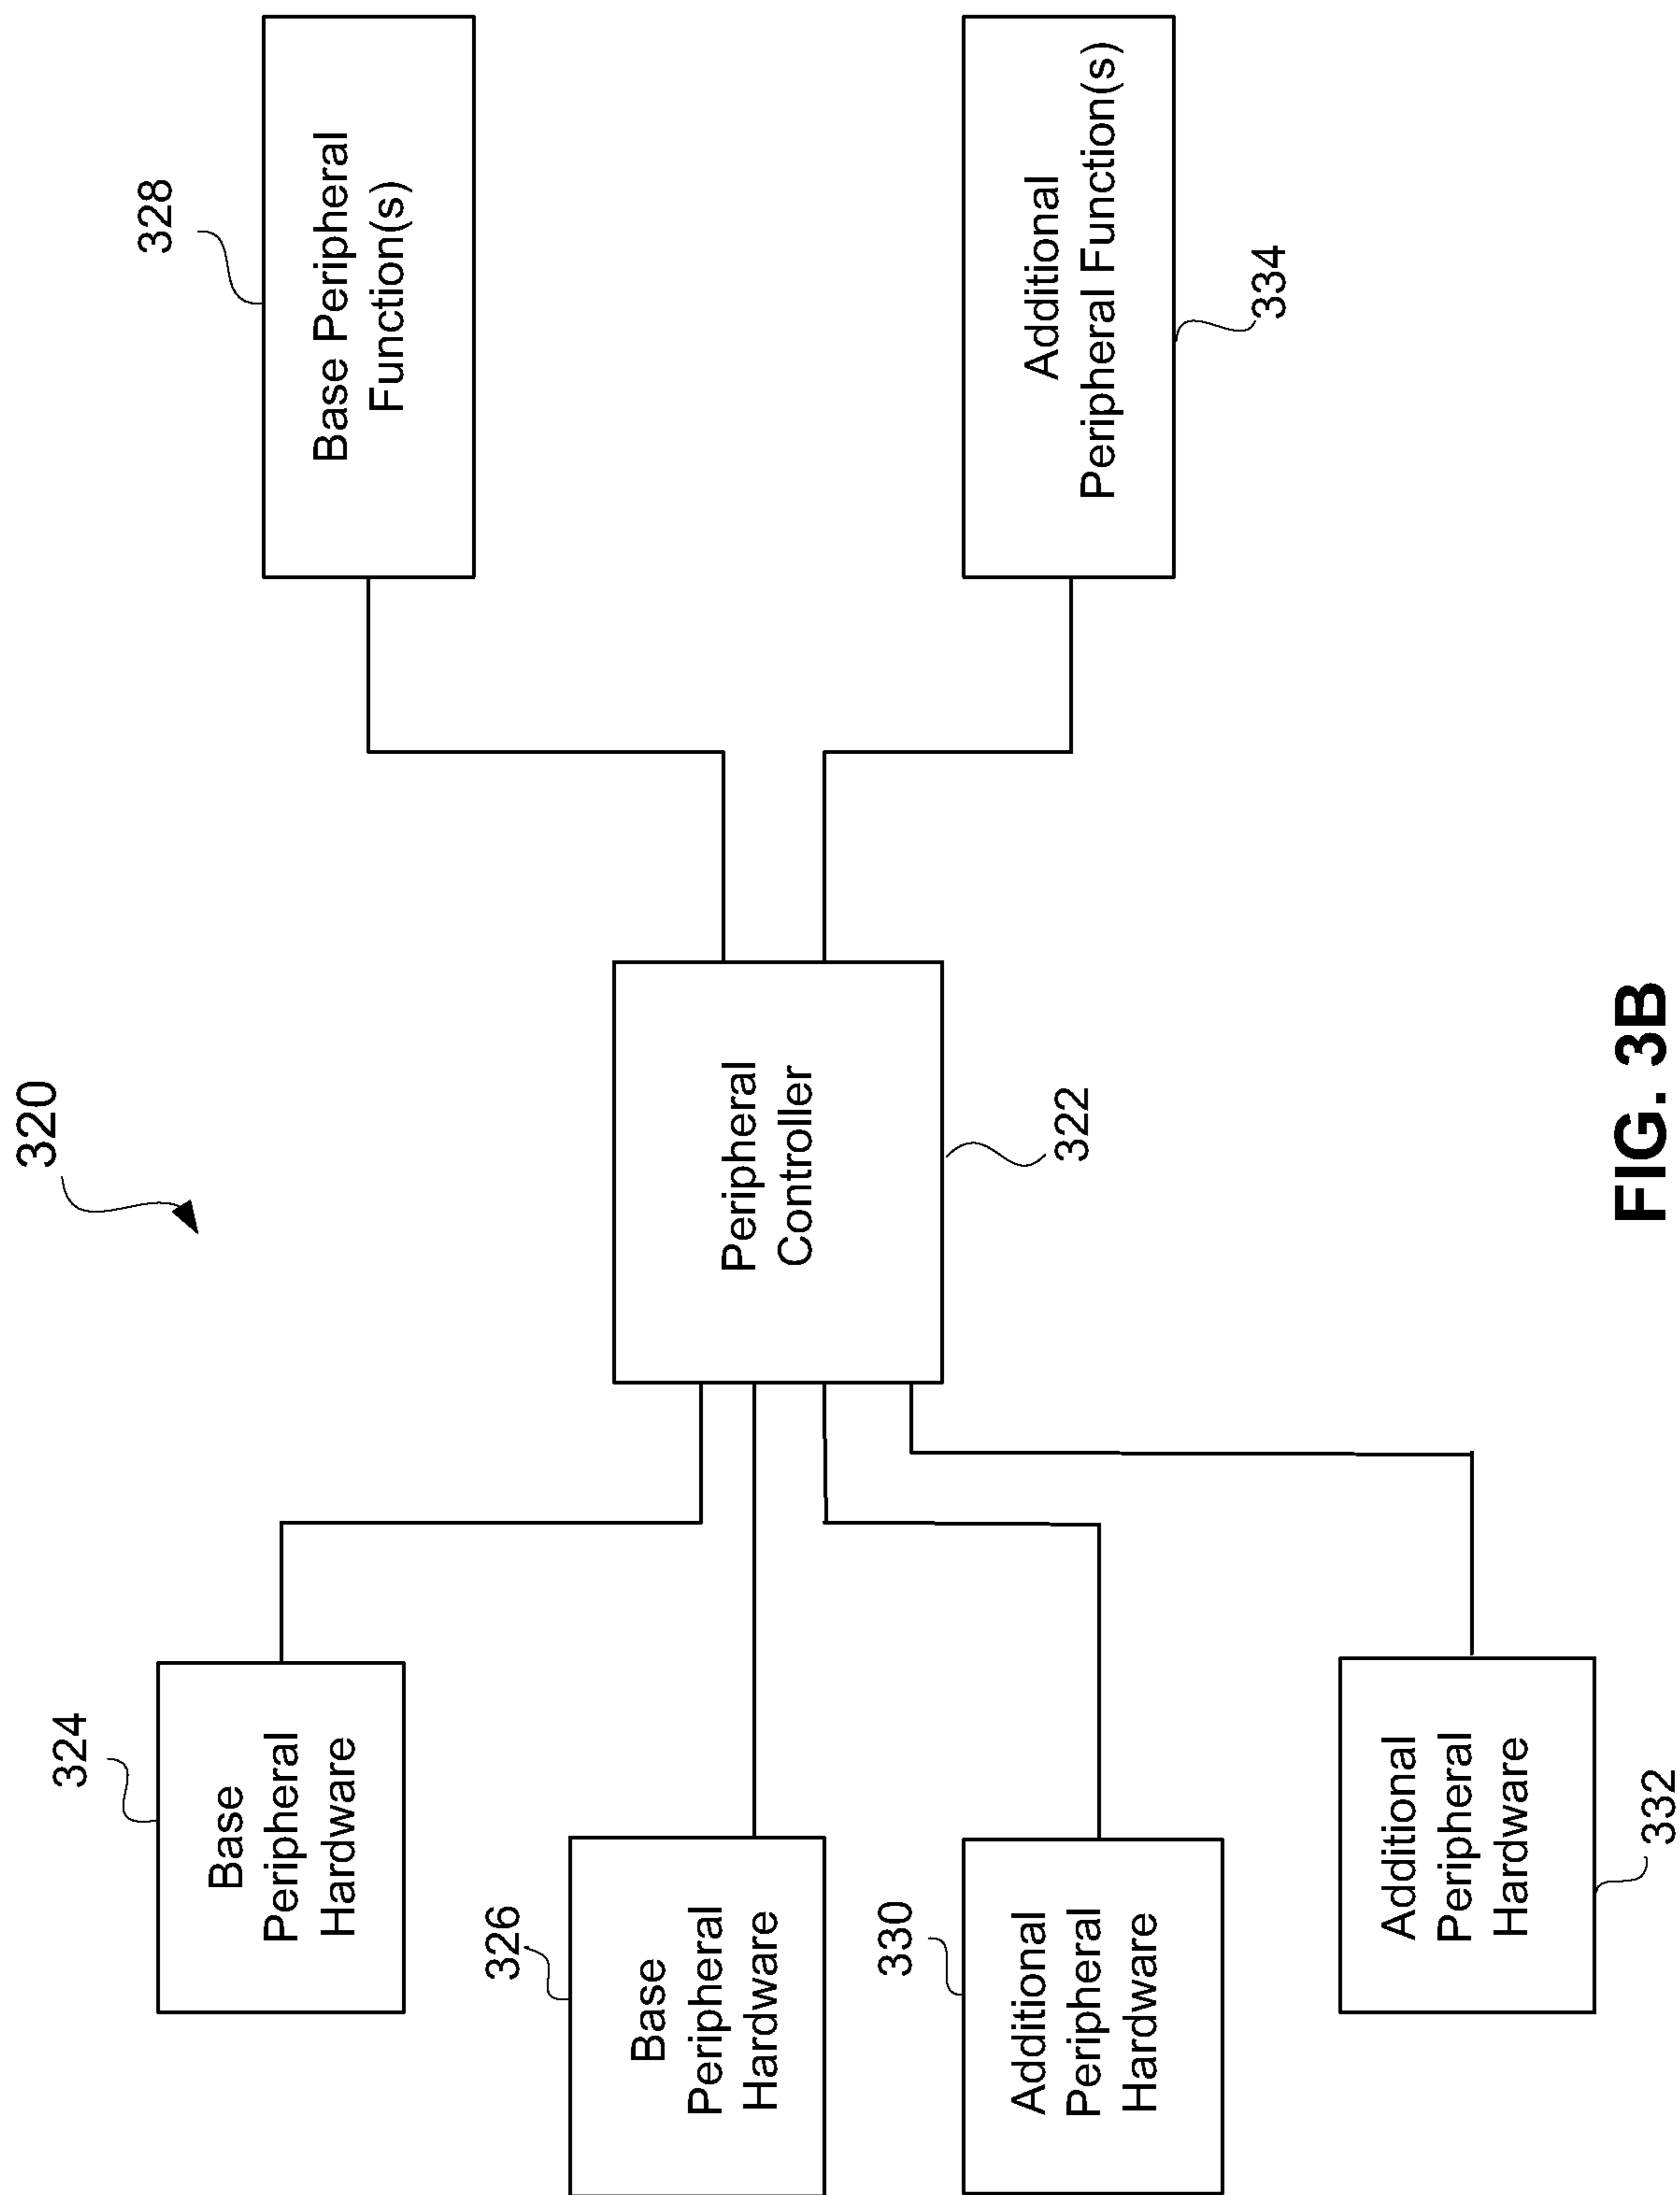 320
324
Base
Peripheral
Hardware
326
Base
Peripheral
Hardware
330
Additional
Peripheral
Hardware
Additional
Peripheral
Hardware
332
Peripheral
Controller
322
328
Base Peripheral
Function(s)
Additional
Peripheral Function(s)
334
FIG. 3B